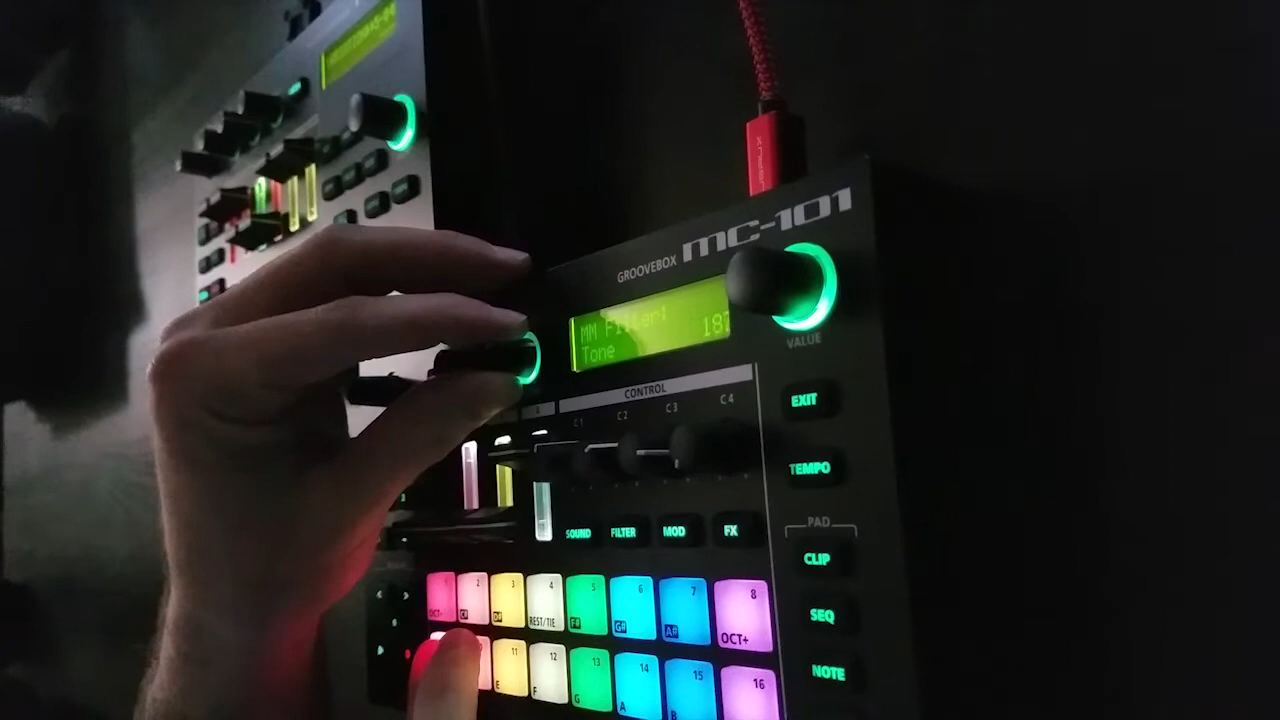 GROOVEBOX MC-101
MM Filter:
187
Tone
VALUE
CONTROL
C1 C2 C3 C4
EXIT
TEMPO
SOUND FILTER MOD FX
PAD
CLIP
SEQ
NOTE
2 3 4 5 6 7 8
OCT- C# D# REST/TIE F# G# A# OCT+
11 12 13 14 15 16
E F G A B